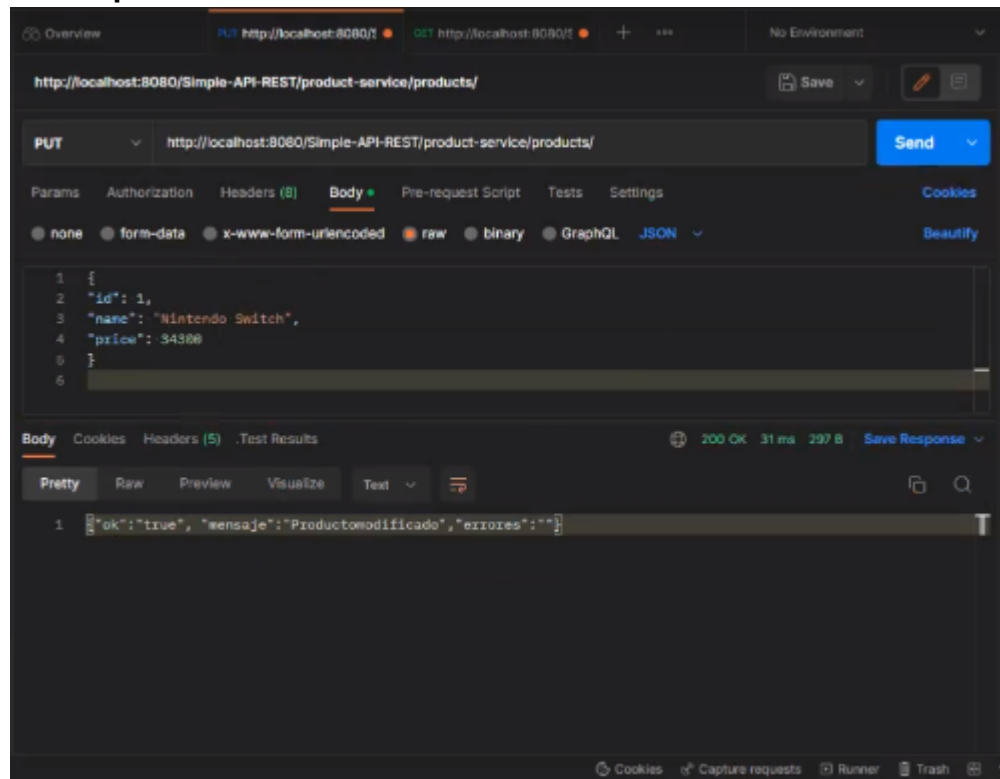 Overview PUT http://localhost:8080/S GET http://localhost:8080/S No Environment
http://localhost:8080/Simple-API-REST/product-service/products/ Save
PUT http://localhost:8080/Simple-API-REST/product-service/products/ Send
Params Authorization Headers (8) Body Pre-request Script Tests Settings Cookies
none form-data x-www-form-urlencoded raw binary GraphQL JSON Beautify
1 {
2 "id": 1,
3 "name": "Nintendo Switch",
4 "price": 34300
5 }
6
Body Cookies Headers (5) Test Results 200 OK 31 ms 297 B Save Response
Pretty Raw Preview Visualize Text
1 {"ok":"true", "mensaje":"Productomodificado","errores":""}
Cookies Capture requests Runner Trash